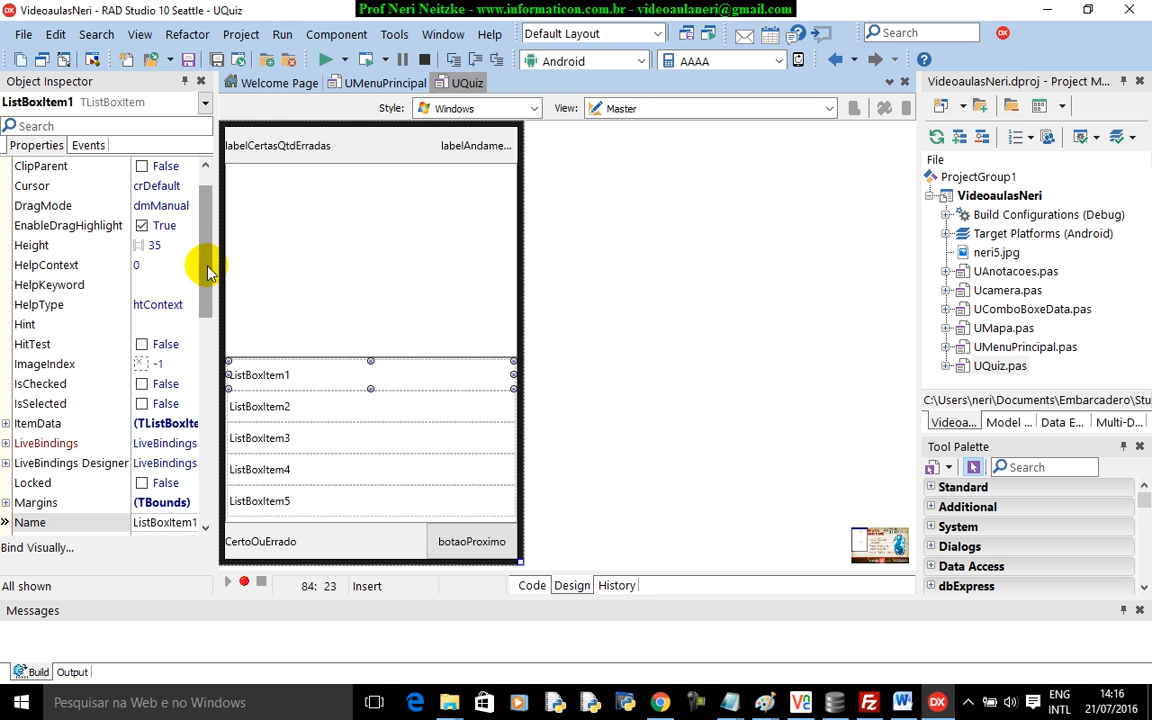 Prof Neri Neitzke - www.informaticon.com.br - videoaulaneri@gmail.com
VideoaulasNeri - RAD Studio 10 Seattle - UQuiz
File Edit Search View Refactor Project Run Component Tools Window Help
Default Layout
Search
Android
AAAA
Object Inspector
Welcome Page UMenuPrincipal UQuiz
VideoaulasNeri.dproj - Project M...
ListBoxItem1 TListBoxItem
Style: Windows View: Master
Search
Properties Events
ClipParent False
Cursor crDefault
DragMode dmManual
EnableDragHighlight True
Height 35
HelpContext 0
HelpKeyword
HelpType htContext
Hint
HitTest False
ImageIndex -1
IsChecked False
IsSelected False
ItemData (TListBoxIte
LiveBindings LiveBindings
LiveBindings Designer LiveBindings
Locked False
Margins (TBounds)
Name ListBoxItem1
Bind Visually...
All shown
labelCertasQtdErradas labelAndame...
ListBoxItem1
ListBoxItem2
ListBoxItem3
ListBoxItem4
ListBoxItem5
CertoOuErrado botaoProximo
84: 23 Insert
Code Design History
File
ProjectGroup1
VideoaulasNeri
Build Configurations (Debug)
Target Platforms (Android)
neri5.jpg
UAnotacoes.pas
Ucamera.pas
UComboBoxeData.pas
UMapa.pas
UMenuPrincipal.pas
UQuiz.pas
C:\Users\neri\Documents\Embarcadero\Stu
Videoa... Model ... Data E... Multi-D...
Tool Palette
Search
Standard
Additional
System
Dialogs
Data Access
dbExpress
Messages
Build Output
Pesquisar na Web e no Windows
ENG
INTL
14:16
21/07/2016